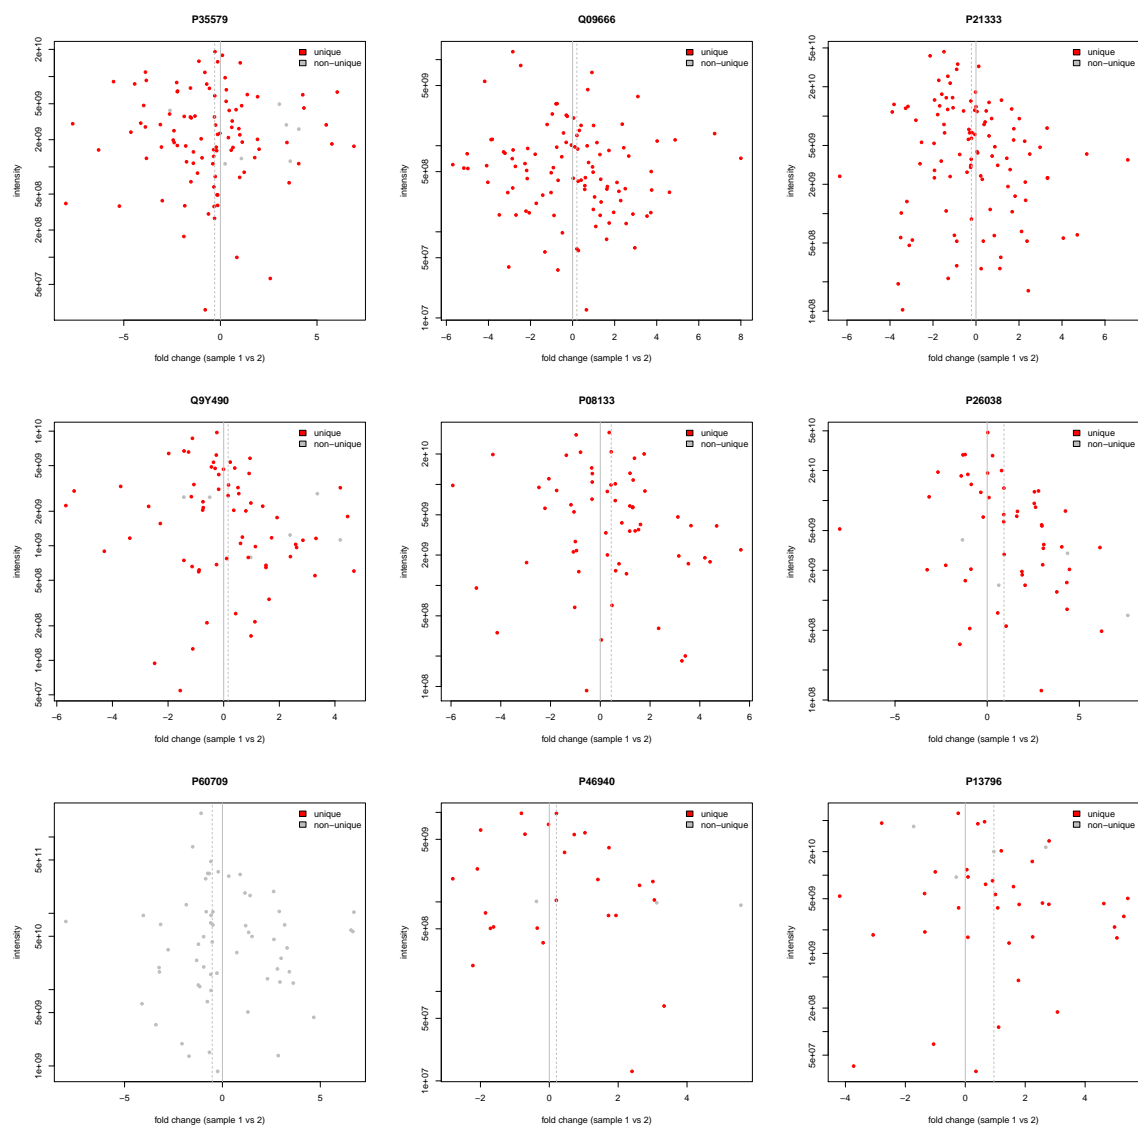 P35579
unique
non-unique
2e+10
5e+09
2e+09
5e+08
2e+08
5e+07
intensity
−5 0 5
fold change (sample 1 vs 2)
Q09666
unique
non-unique
5e+09
5e+08
5e+07
1e+07
intensity
−6 −4 −2 0 2 4 6 8
fold change (sample 1 vs 2)
P21333
unique
non-unique
5e+10
2e+10
5e+09
2e+09
5e+08
1e+08
intensity
−6 −4 −2 0 2 4 6
fold change (sample 1 vs 2)
Q9Y490
unique
non-unique
1e+10
5e+09
2e+09
1e+09
5e+08
2e+08
1e+08
5e+07
intensity
−6 −4 −2 0 2 4
fold change (sample 1 vs 2)
P08133
unique
non-unique
2e+10
5e+09
2e+09
5e+08
1e+08
intensity
−6 −4 −2 0 2 4 6
fold change (sample 1 vs 2)
P26038
unique
non-unique
5e+10
1e+10
2e+09
5e+08
1e+08
intensity
−5 0 5
fold change (sample 1 vs 2)
P60709
unique
non-unique
5e+11
5e+10
5e+09
1e+09
intensity
−5 0 5
fold change (sample 1 vs 2)
P46940
unique
non-unique
5e+09
5e+08
5e+07
1e+07
intensity
−2 0 2 4
fold change (sample 1 vs 2)
P13796
unique
non-unique
2e+10
5e+09
1e+09
2e+08
5e+07
intensity
−4 −2 0 2 4
fold change (sample 1 vs 2)